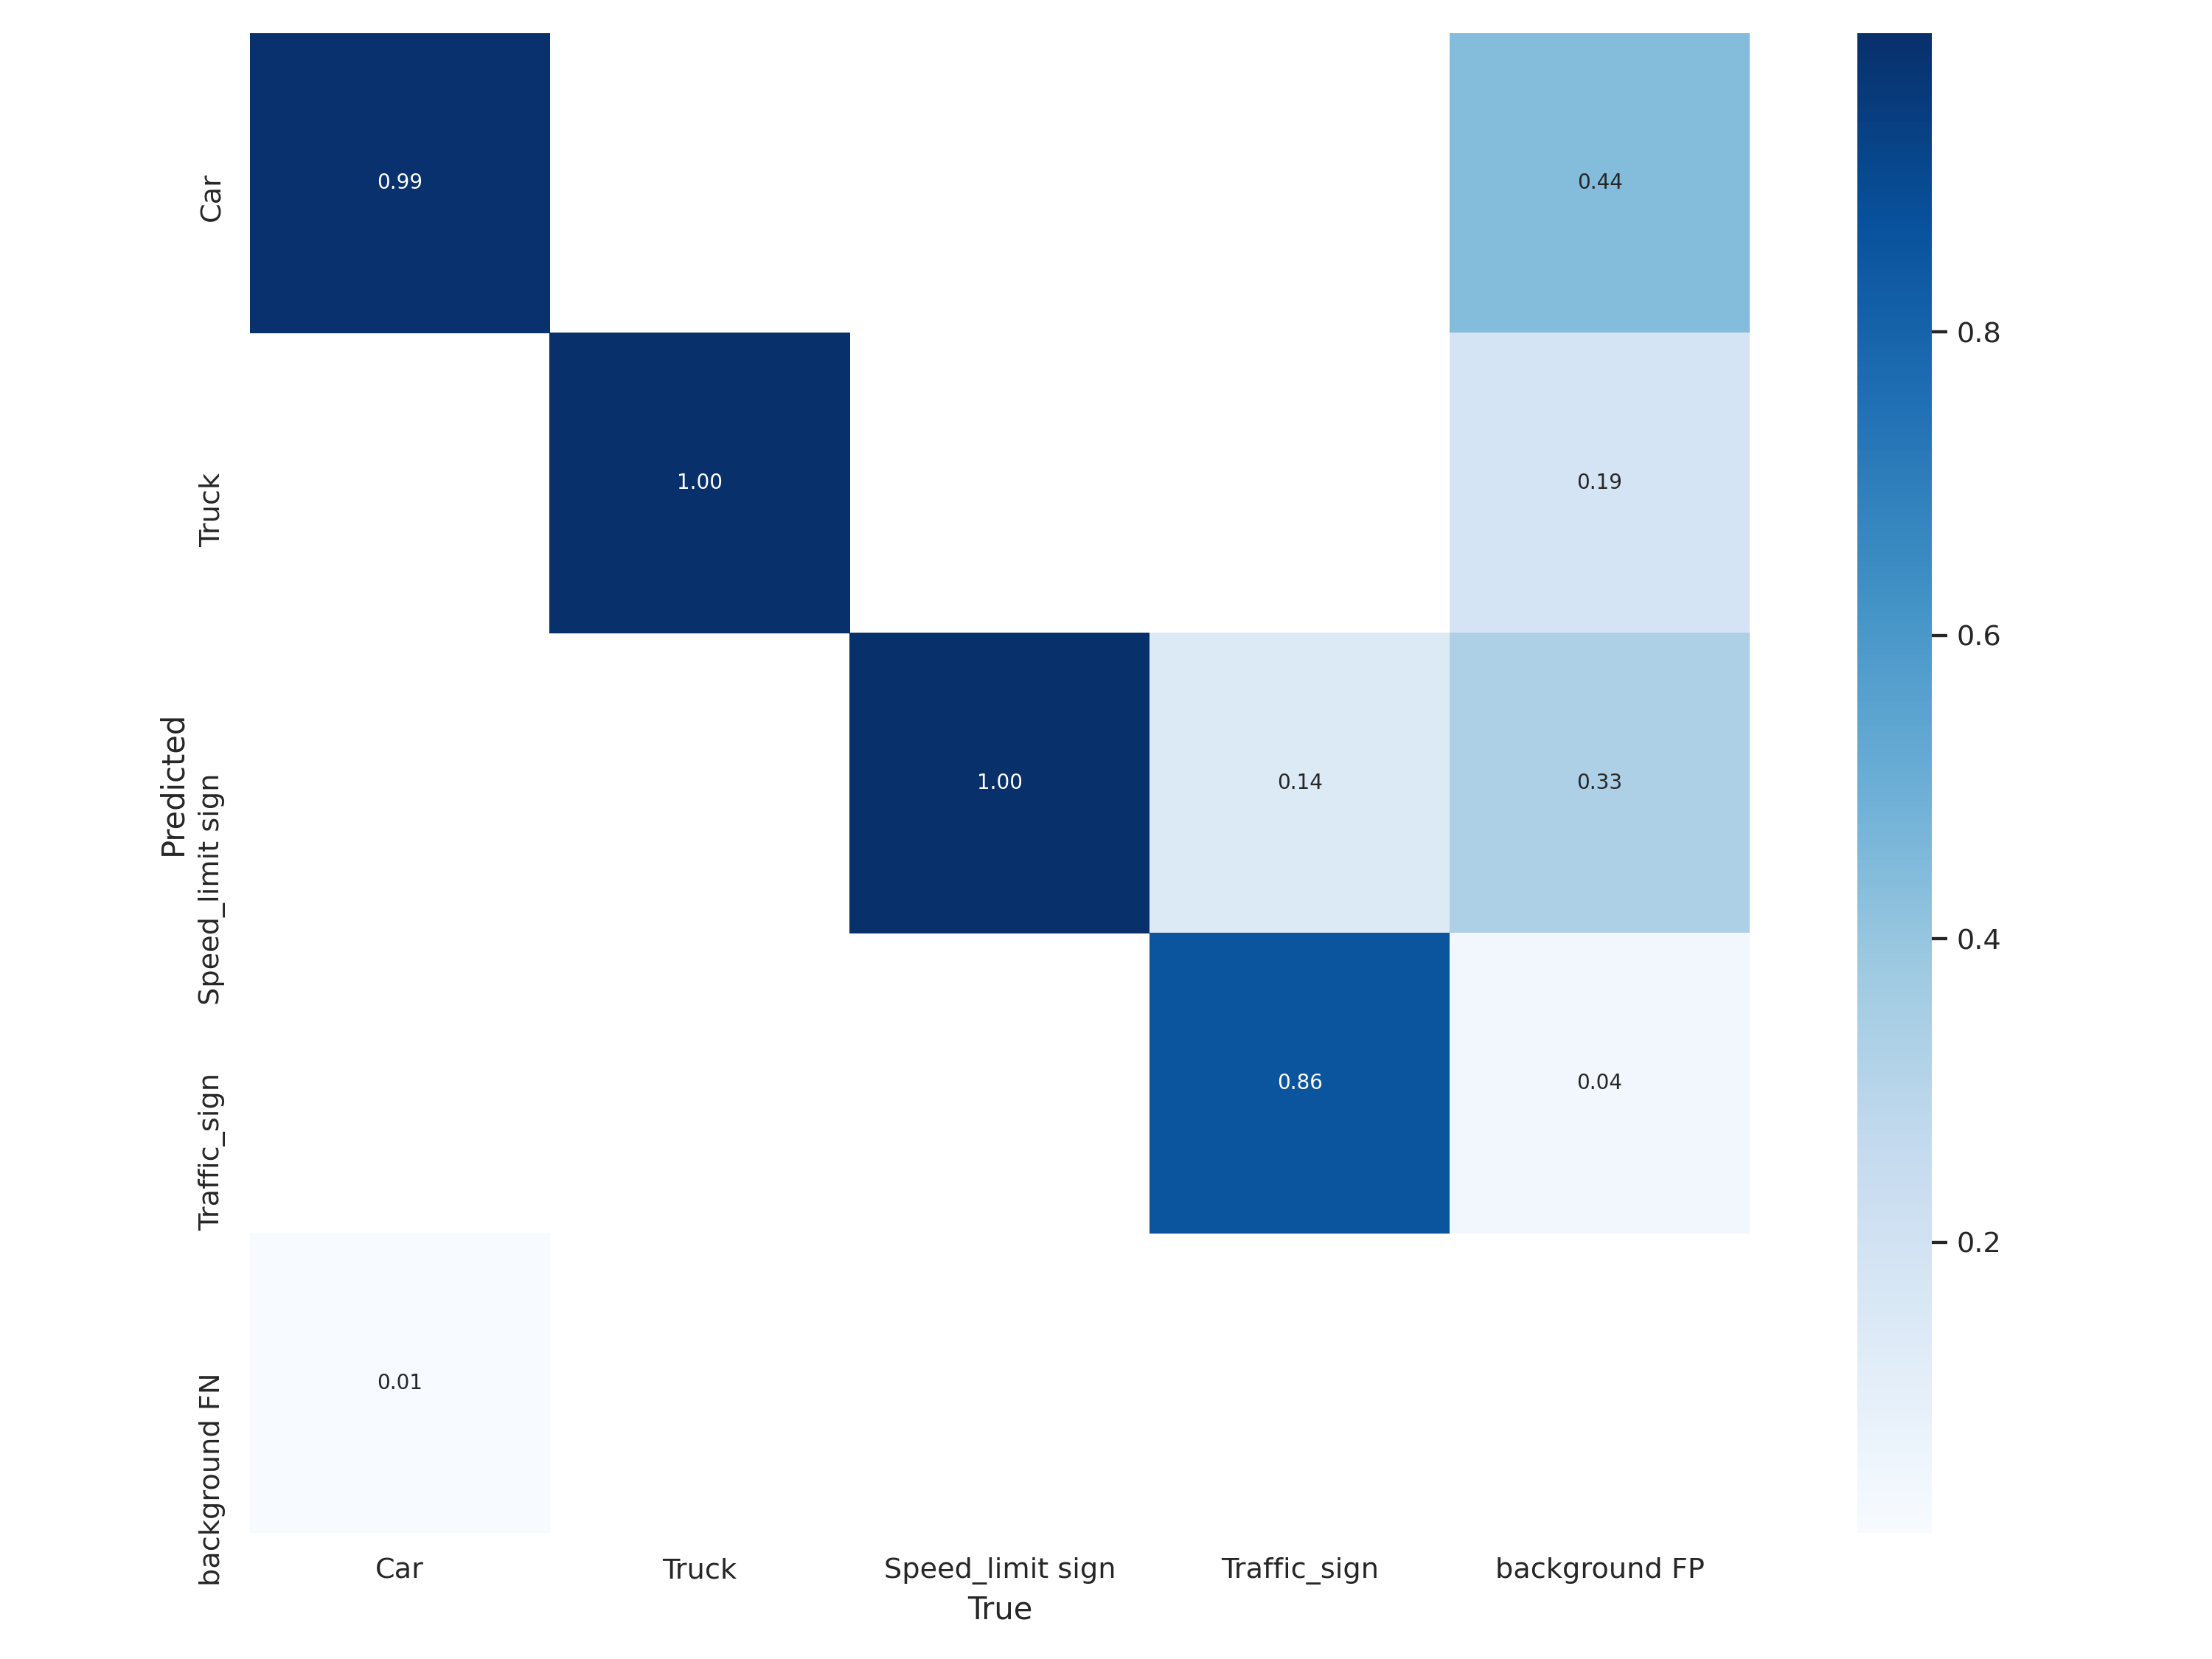 Predicted
Car
Truck
Speed_limit sign
Traffic_sign
background FN
0.99
0.44
1.00
0.19
1.00
0.14
0.33
0.86
0.04
0.01
Car
Truck
Speed_limit sign
Traffic_sign
background FP
True
0.8
0.6
0.4
0.2